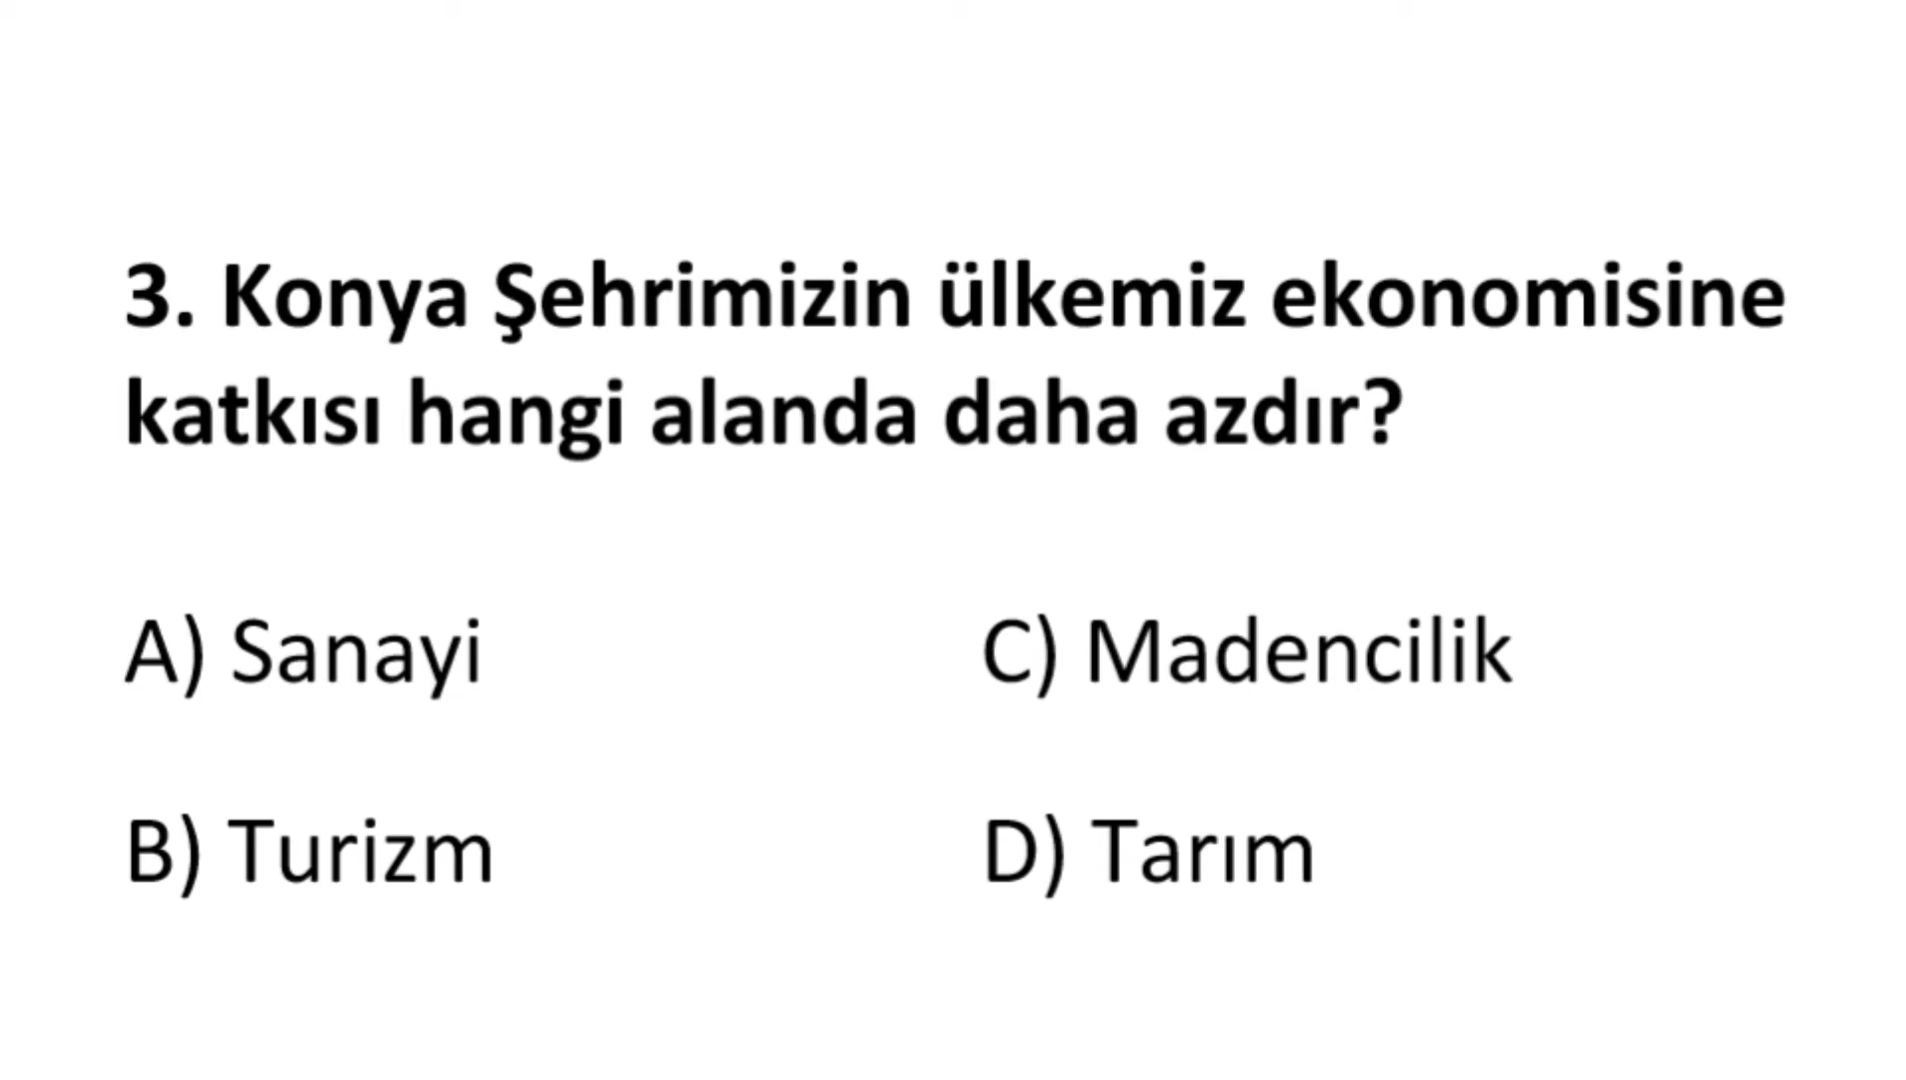 3. Konya Şehrimizin ülkemiz ekonomisine
katkısı hangi alanda daha azdır?
A) Sanayi
C) Madencilik
B) Turizm
D) Tarım